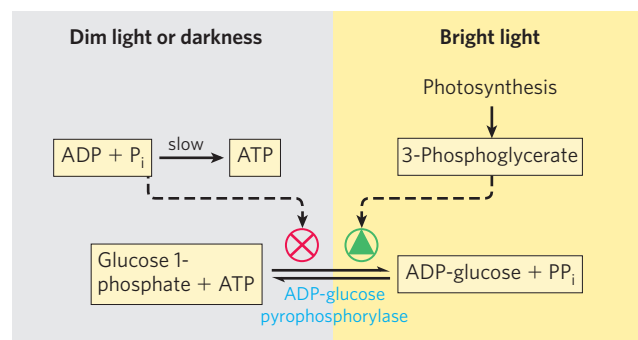 Dim light or darkness
Bright light
Photosynthesis
ADP + Pi
slow
ATP
3-Phosphoglycerate
Glucose 1-
phosphate + ATP
ADP-glucose + PPi
ADP-glucose
pyrophosphorylase